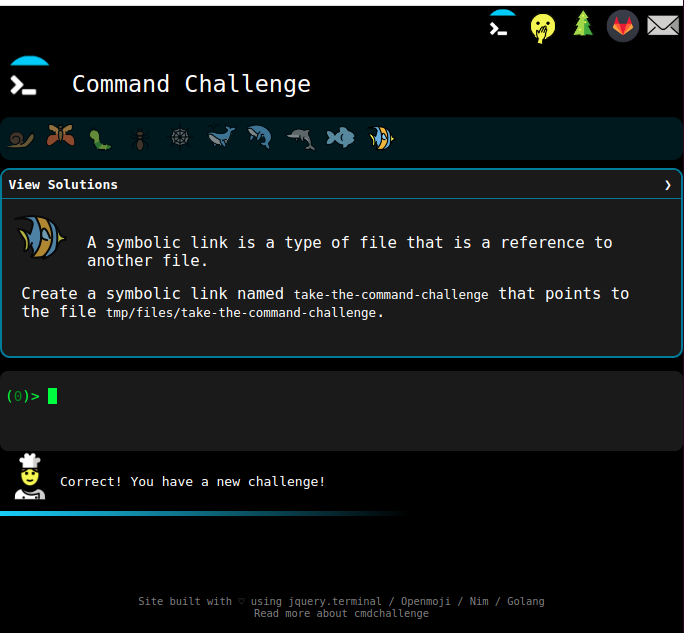 Command Challenge
View Solutions ❯
A symbolic link is a type of file that is a reference to
another file.
Create a symbolic link named take-the-command-challenge that points to
the file tmp/files/take-the-command-challenge.
(0)>
Correct! You have a new challenge!
Site built with ♡ using jquery.terminal / Openmoji / Nim / Golang
Read more about cmdchallenge